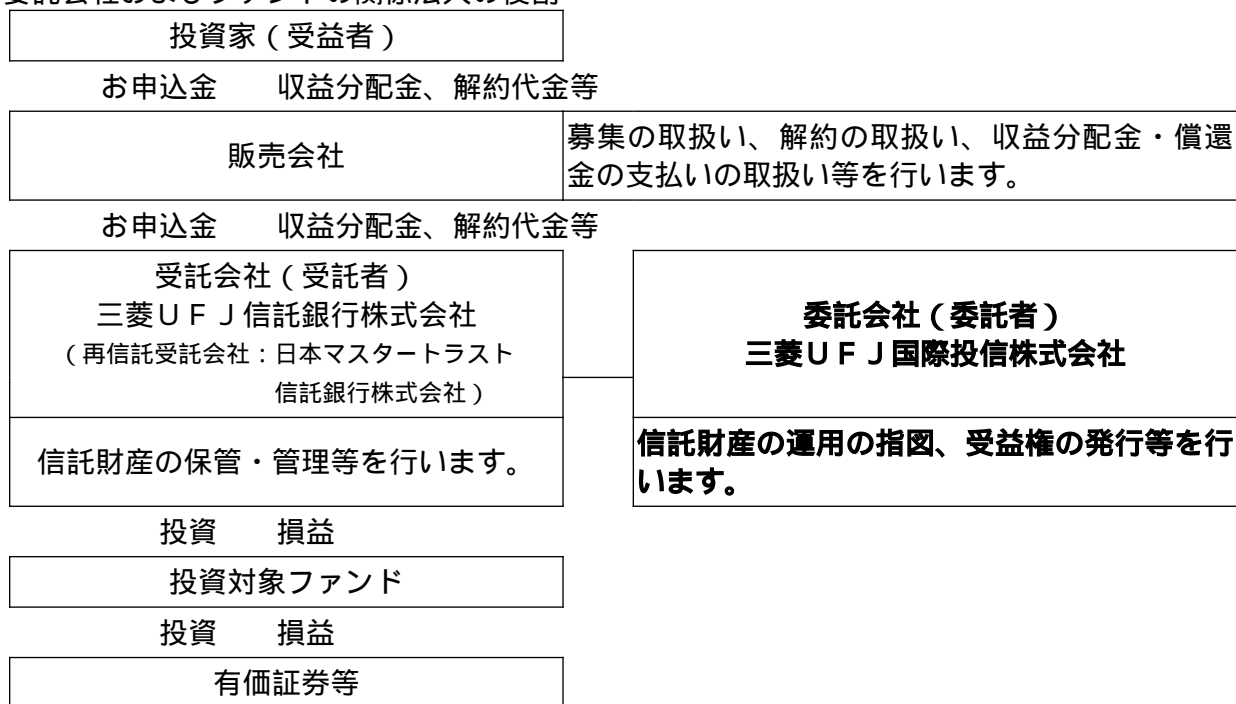 投資家（受益者）
お申込金　収益分配金、解約代金等
販売会社
募集の取扱い、解約の取扱い、収益分配金・償還
金の支払いの取扱い等を行います。
お申込金　収益分配金、解約代金等
受託会社（受託者）
三菱ＵＦＪ信託銀行株式会社
（再信託受託会社：日本マスタートラスト
信託銀行株式会社）
委託会社（委託者）
三菱ＵＦＪ国際投信株式会社
信託財産の保管・管理等を行います。
信託財産の運用の指図、受益権の発行等を行
います。
投資　損益
投資対象ファンド
投資　損益
有価証券等